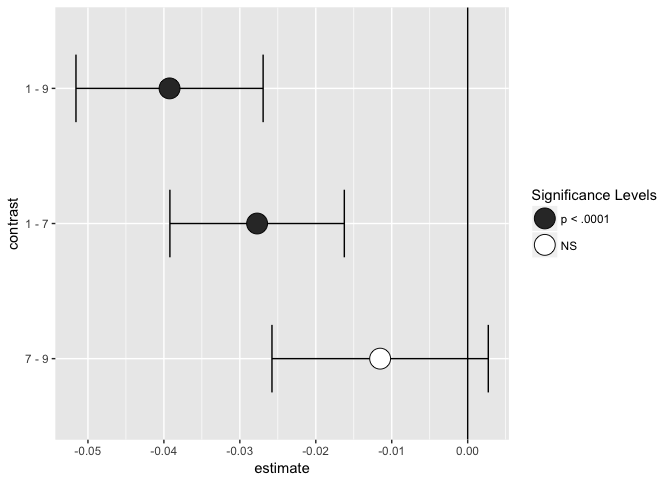 contrast
1 - 9
1 - 7
7 - 9
-0.05
-0.04
-0.03
-0.02
-0.01
0.00
estimate
Significance Levels
p < .0001
NS